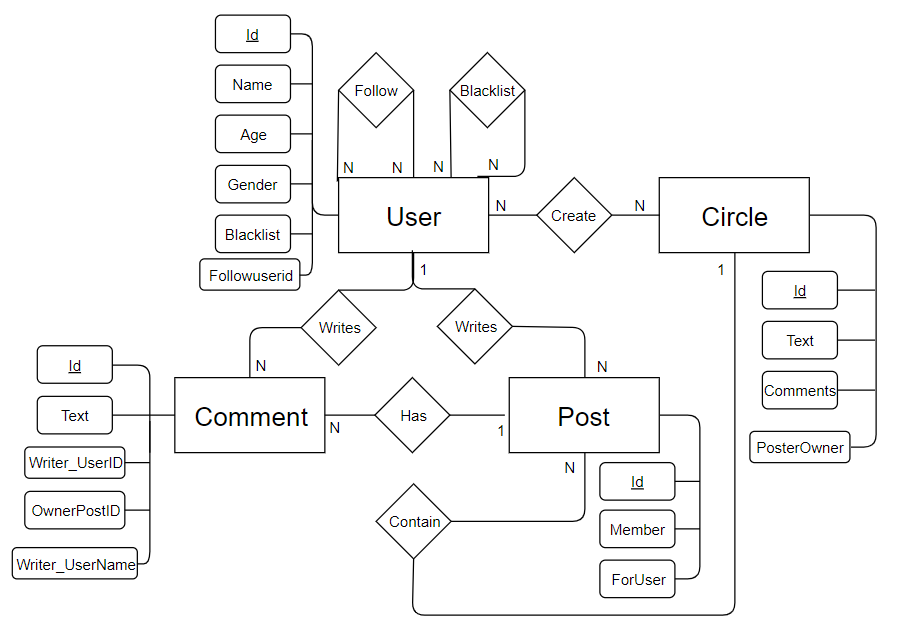 Id
Name
Age
Gender
Blacklist
Followuserid
Follow
Blacklist
N
N
N
N
User
N
Create
N
Circle
1
1
Id
Text
Comments
PosterOwner
Writes
Writes
N
N
Id
Text
Writer_UserID
OwnerPostID
Writer_UserName
Comment
N
Has
1
Post
N
Id
Member
ForUser
Contain